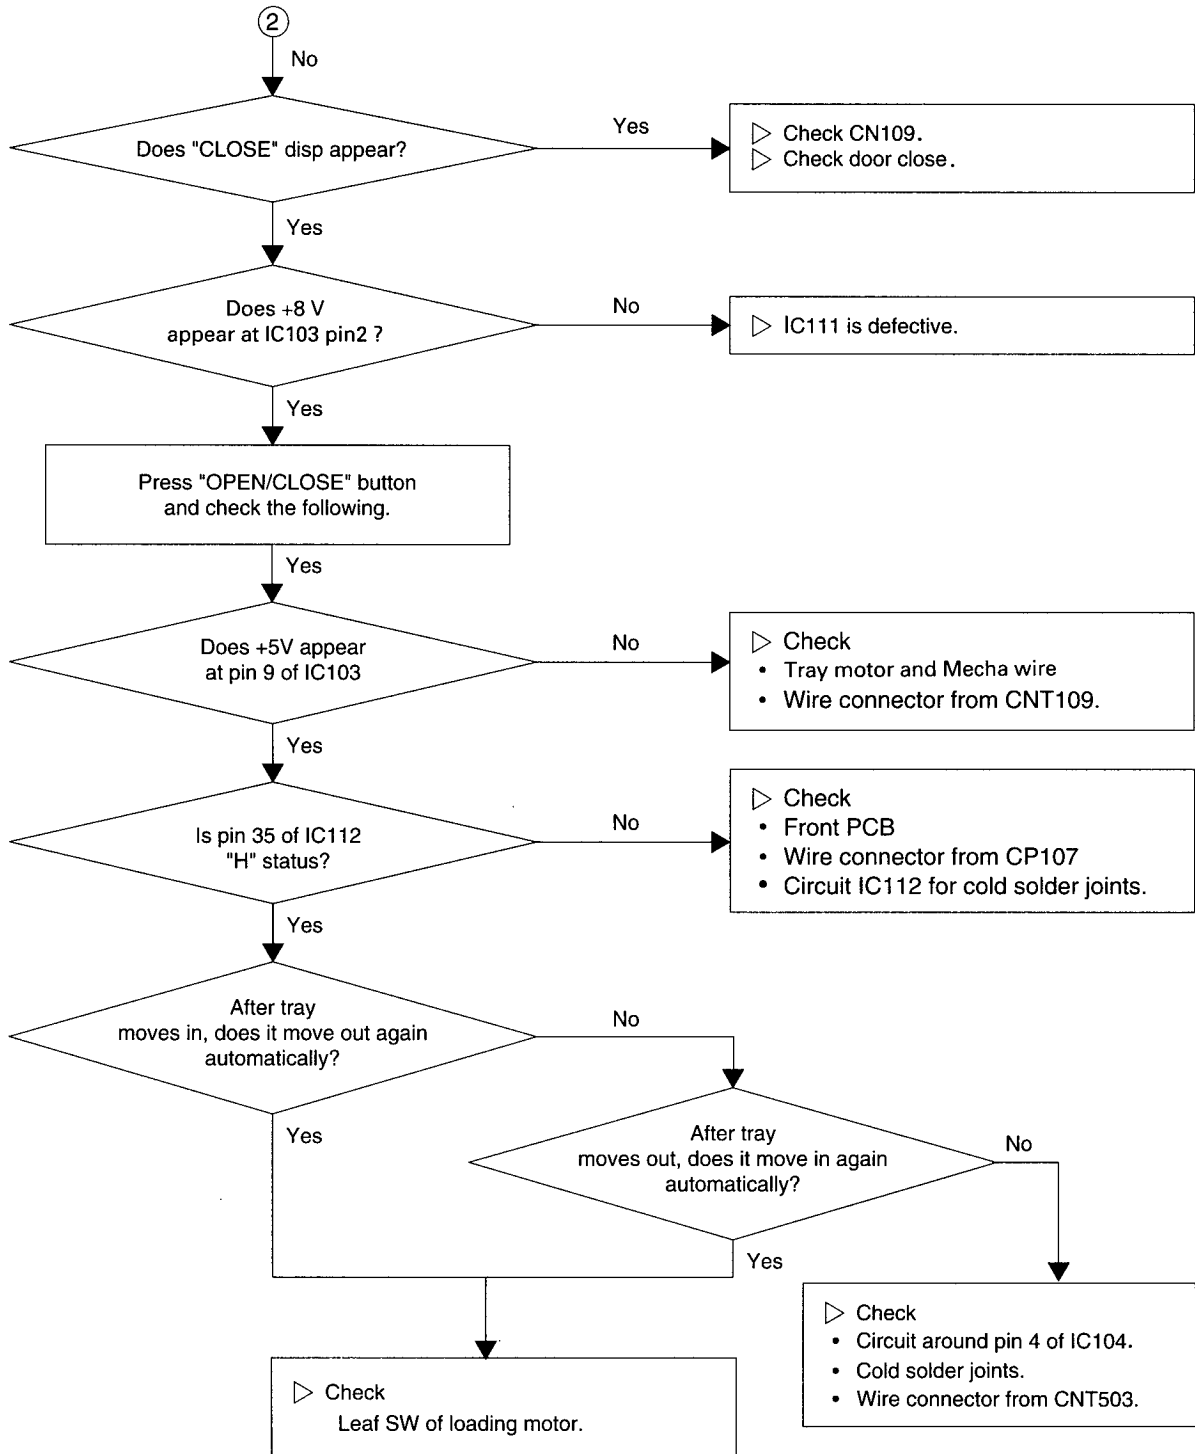 2
No
Does "CLOSE" disp appear?
Yes
▷ Check CN109.
▷ Check door close.
Yes
Does +8 V
appear at IC103 pin2 ?
No
▷ IC111 is defective.
Yes
Press "OPEN/CLOSE" button
and check the following.
Yes
Does +5V appear
at pin 9 of IC103
No
▷ Check
• Tray motor and Mecha wire
• Wire connector from CNT109.
Yes
Is pin 35 of IC112
"H" status?
No
▷ Check
• Front PCB
• Wire connector from CP107
• Circuit IC112 for cold solder joints.
Yes
After tray
moves in, does it move out again
automatically?
No
Yes
After tray
moves out, does it move in again
automatically?
No
Yes
▷ Check
• Circuit around pin 4 of IC104.
• Cold solder joints.
• Wire connector from CNT503.
▷ Check
Leaf SW of loading motor.